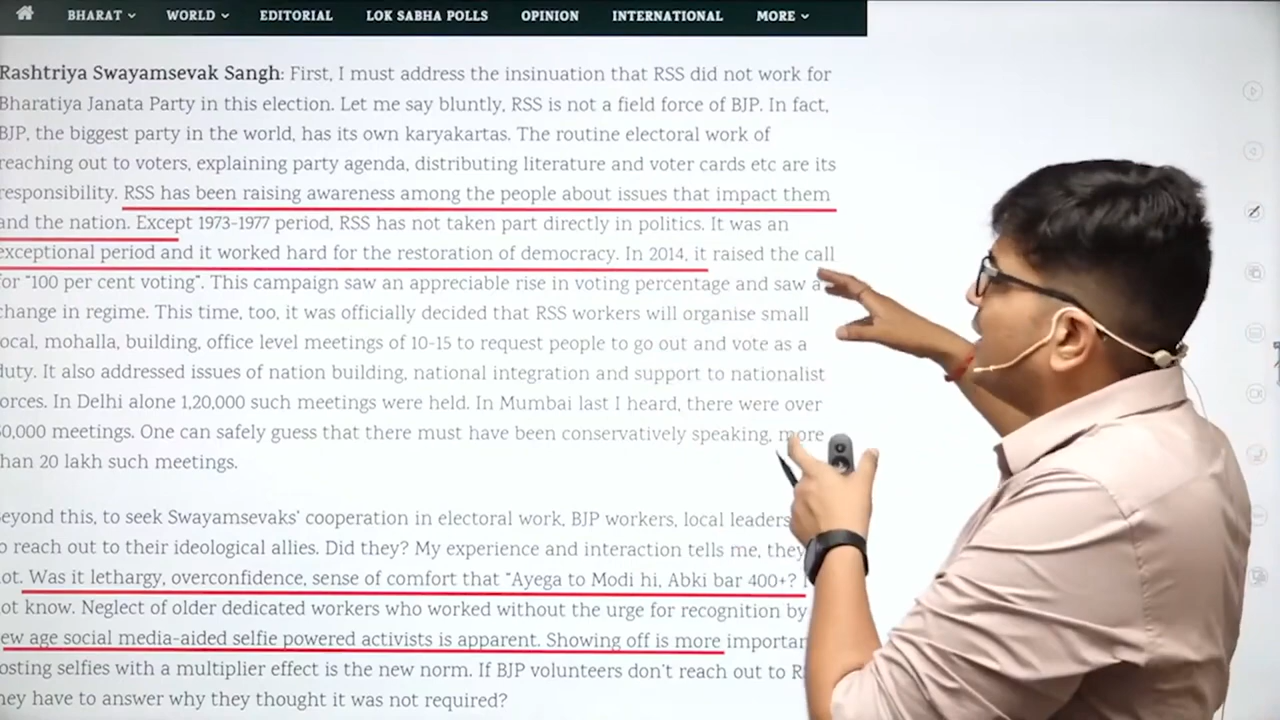 BHARAT WORLD EDITORIAL LOK SABHA POLLS OPINION INTERNATIONAL MORE
Rashtriya Swayamsevak Sangh: First, I must address the insinuation that RSS did not work for
Bharatiya Janata Party in this election. Let me say bluntly, RSS is not a field force of BJP. In fact,
BJP, the biggest party in the world, has its own karyakartas. The routine electoral work of
reaching out to voters, explaining party agenda, distributing literature and voter cards etc are its
responsibility. RSS has been raising awareness among the people about issues that impact them
and the nation. Except 1973-1977 period, RSS has not taken part directly in politics. It was an
exceptional period and it worked hard for the restoration of democracy. In 2014, it raised the call
for "100 per cent voting". This campaign saw an appreciable rise in voting percentage and saw a
change in regime. This time, too, it was officially decided that RSS workers will organise small
local, mohalla, building, office level meetings of 10-15 to request people to go out and vote as a
duty. It also addressed issues of nation building, national integration and support to nationalist
forces. In Delhi alone 1,20,000 such meetings were held. In Mumbai last I heard, there were over
0,000 meetings. One can safely guess that there must have been conservatively speaking, more
than 20 lakh such meetings.
Beyond this, to seek Swayamsevaks' cooperation in electoral work, BJP workers, local leaders
to reach out to their ideological allies. Did they? My experience and interaction tells me, they
not. Was it lethargy, overconfidence, sense of comfort that "Ayega to Modi hi, Abki bar 400+? I
not know. Neglect of older dedicated workers who worked without the urge for recognition by
new age social media-aided selfie powered activists is apparent. Showing off is more importan
osting selfies with a multiplier effect is the new norm. If BJP volunteers don't reach out to R
they have to answer why they thought it was not required?